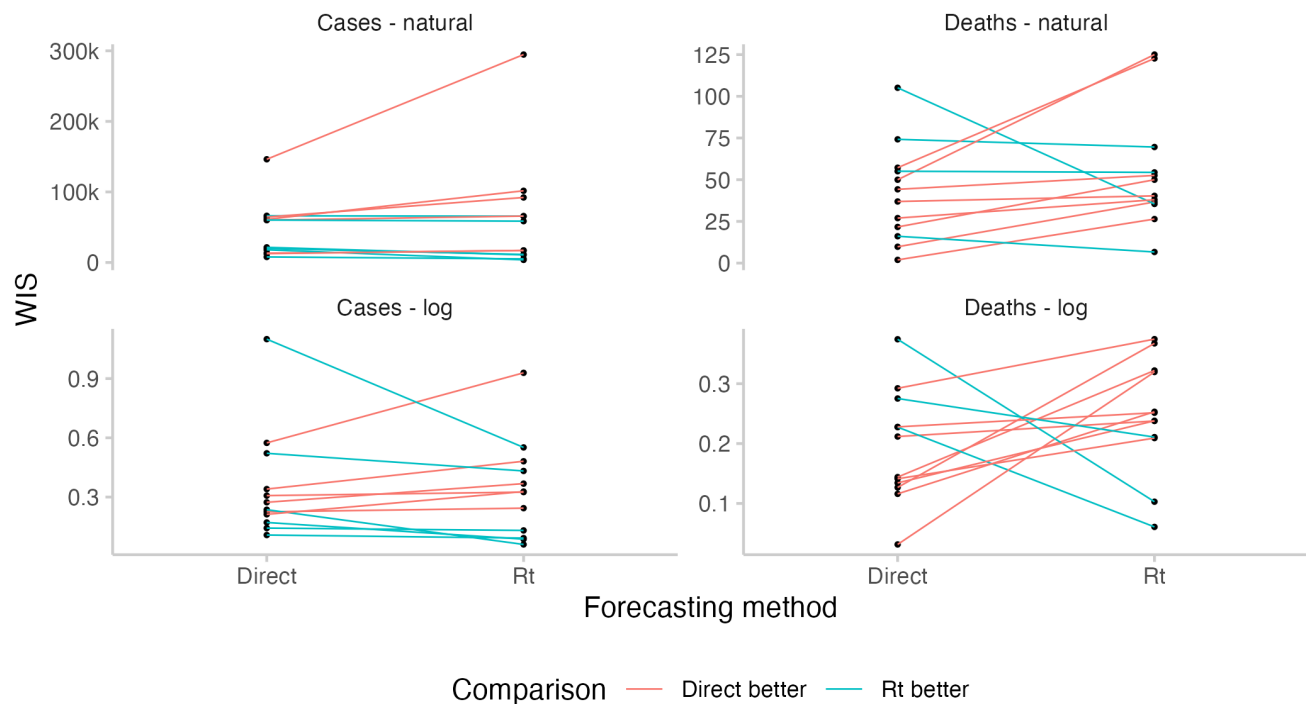 Cases - natural
Deaths - natural
300k
200k
100k
0
125
100
75
50
25
0
WIS
Cases - log
Deaths - log
0.9
0.6
0.3
0.3
0.2
0.1
Direct
Rt
Direct
Rt
Forecasting method
Comparison
Direct better
Rt better